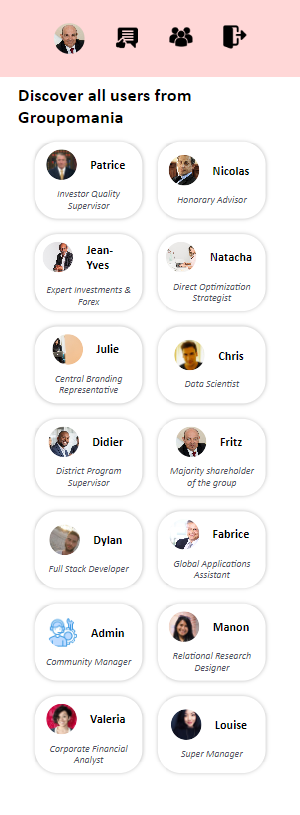 Discover all users from
Groupomania
Patrice
Investor Quality
Supervisor
Nicolas
Honorary Advisor
Jean-
Yves
Expert Investments &
Forex
Natacha
Direct Optimization
Strategist
Julie
Central Branding
Representative
Chris
Data Scientist
Didier
District Program
Supervisor
Fritz
Majority shareholder
of the group
Dylan
Full Stack Developer
Fabrice
Global Applications
Assistant
Admin
Community Manager
Manon
Relational Research
Designer
Valeria
Corporate Financial
Analyst
Louise
Super Manager